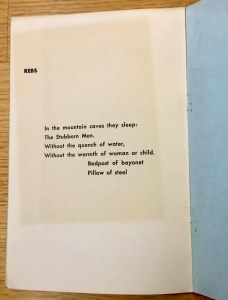 REBS
In the mountain caves they sleep:
The Stubborn Men.
Without the quench of water,
Without the warmth of woman or child.
Bedpost of bayonet
Pillow of steel